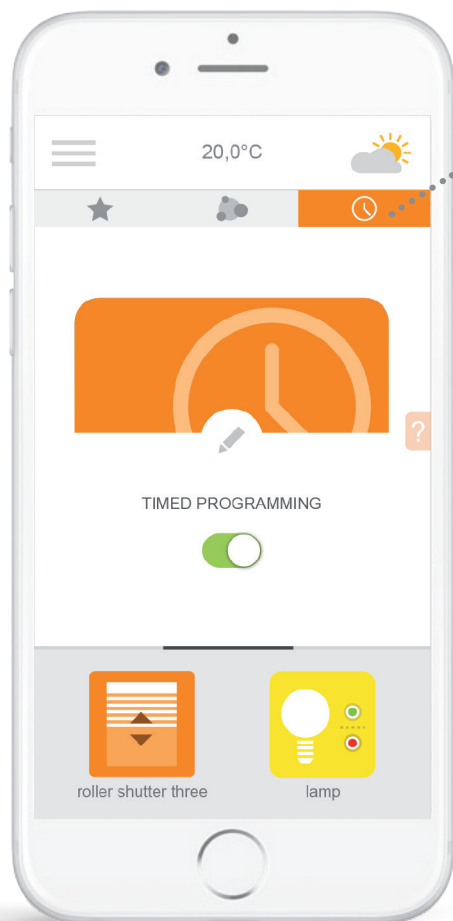 20,0°C
?
TIMED PROGRAMMING
roller shutter three
lamp